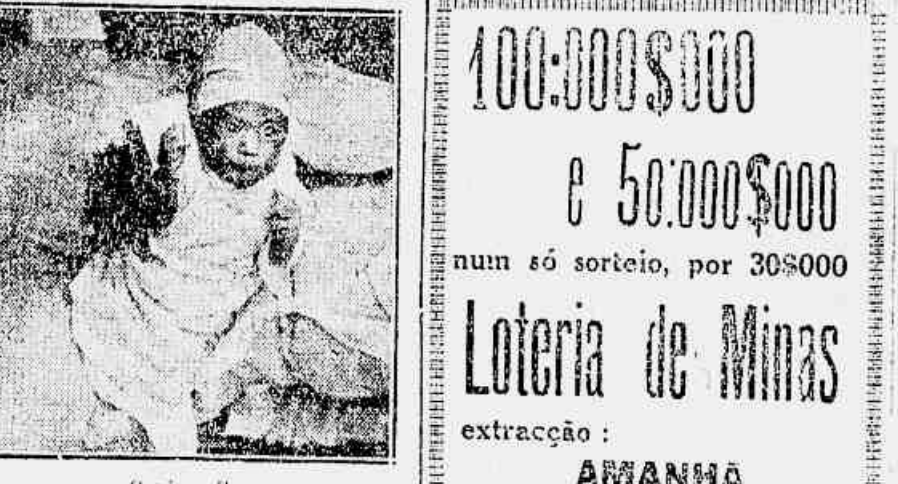 100:000$000
e 50:000$000
num só sorteio, por 30$000
Loteria de Minas
extracção :
AMANHÃ